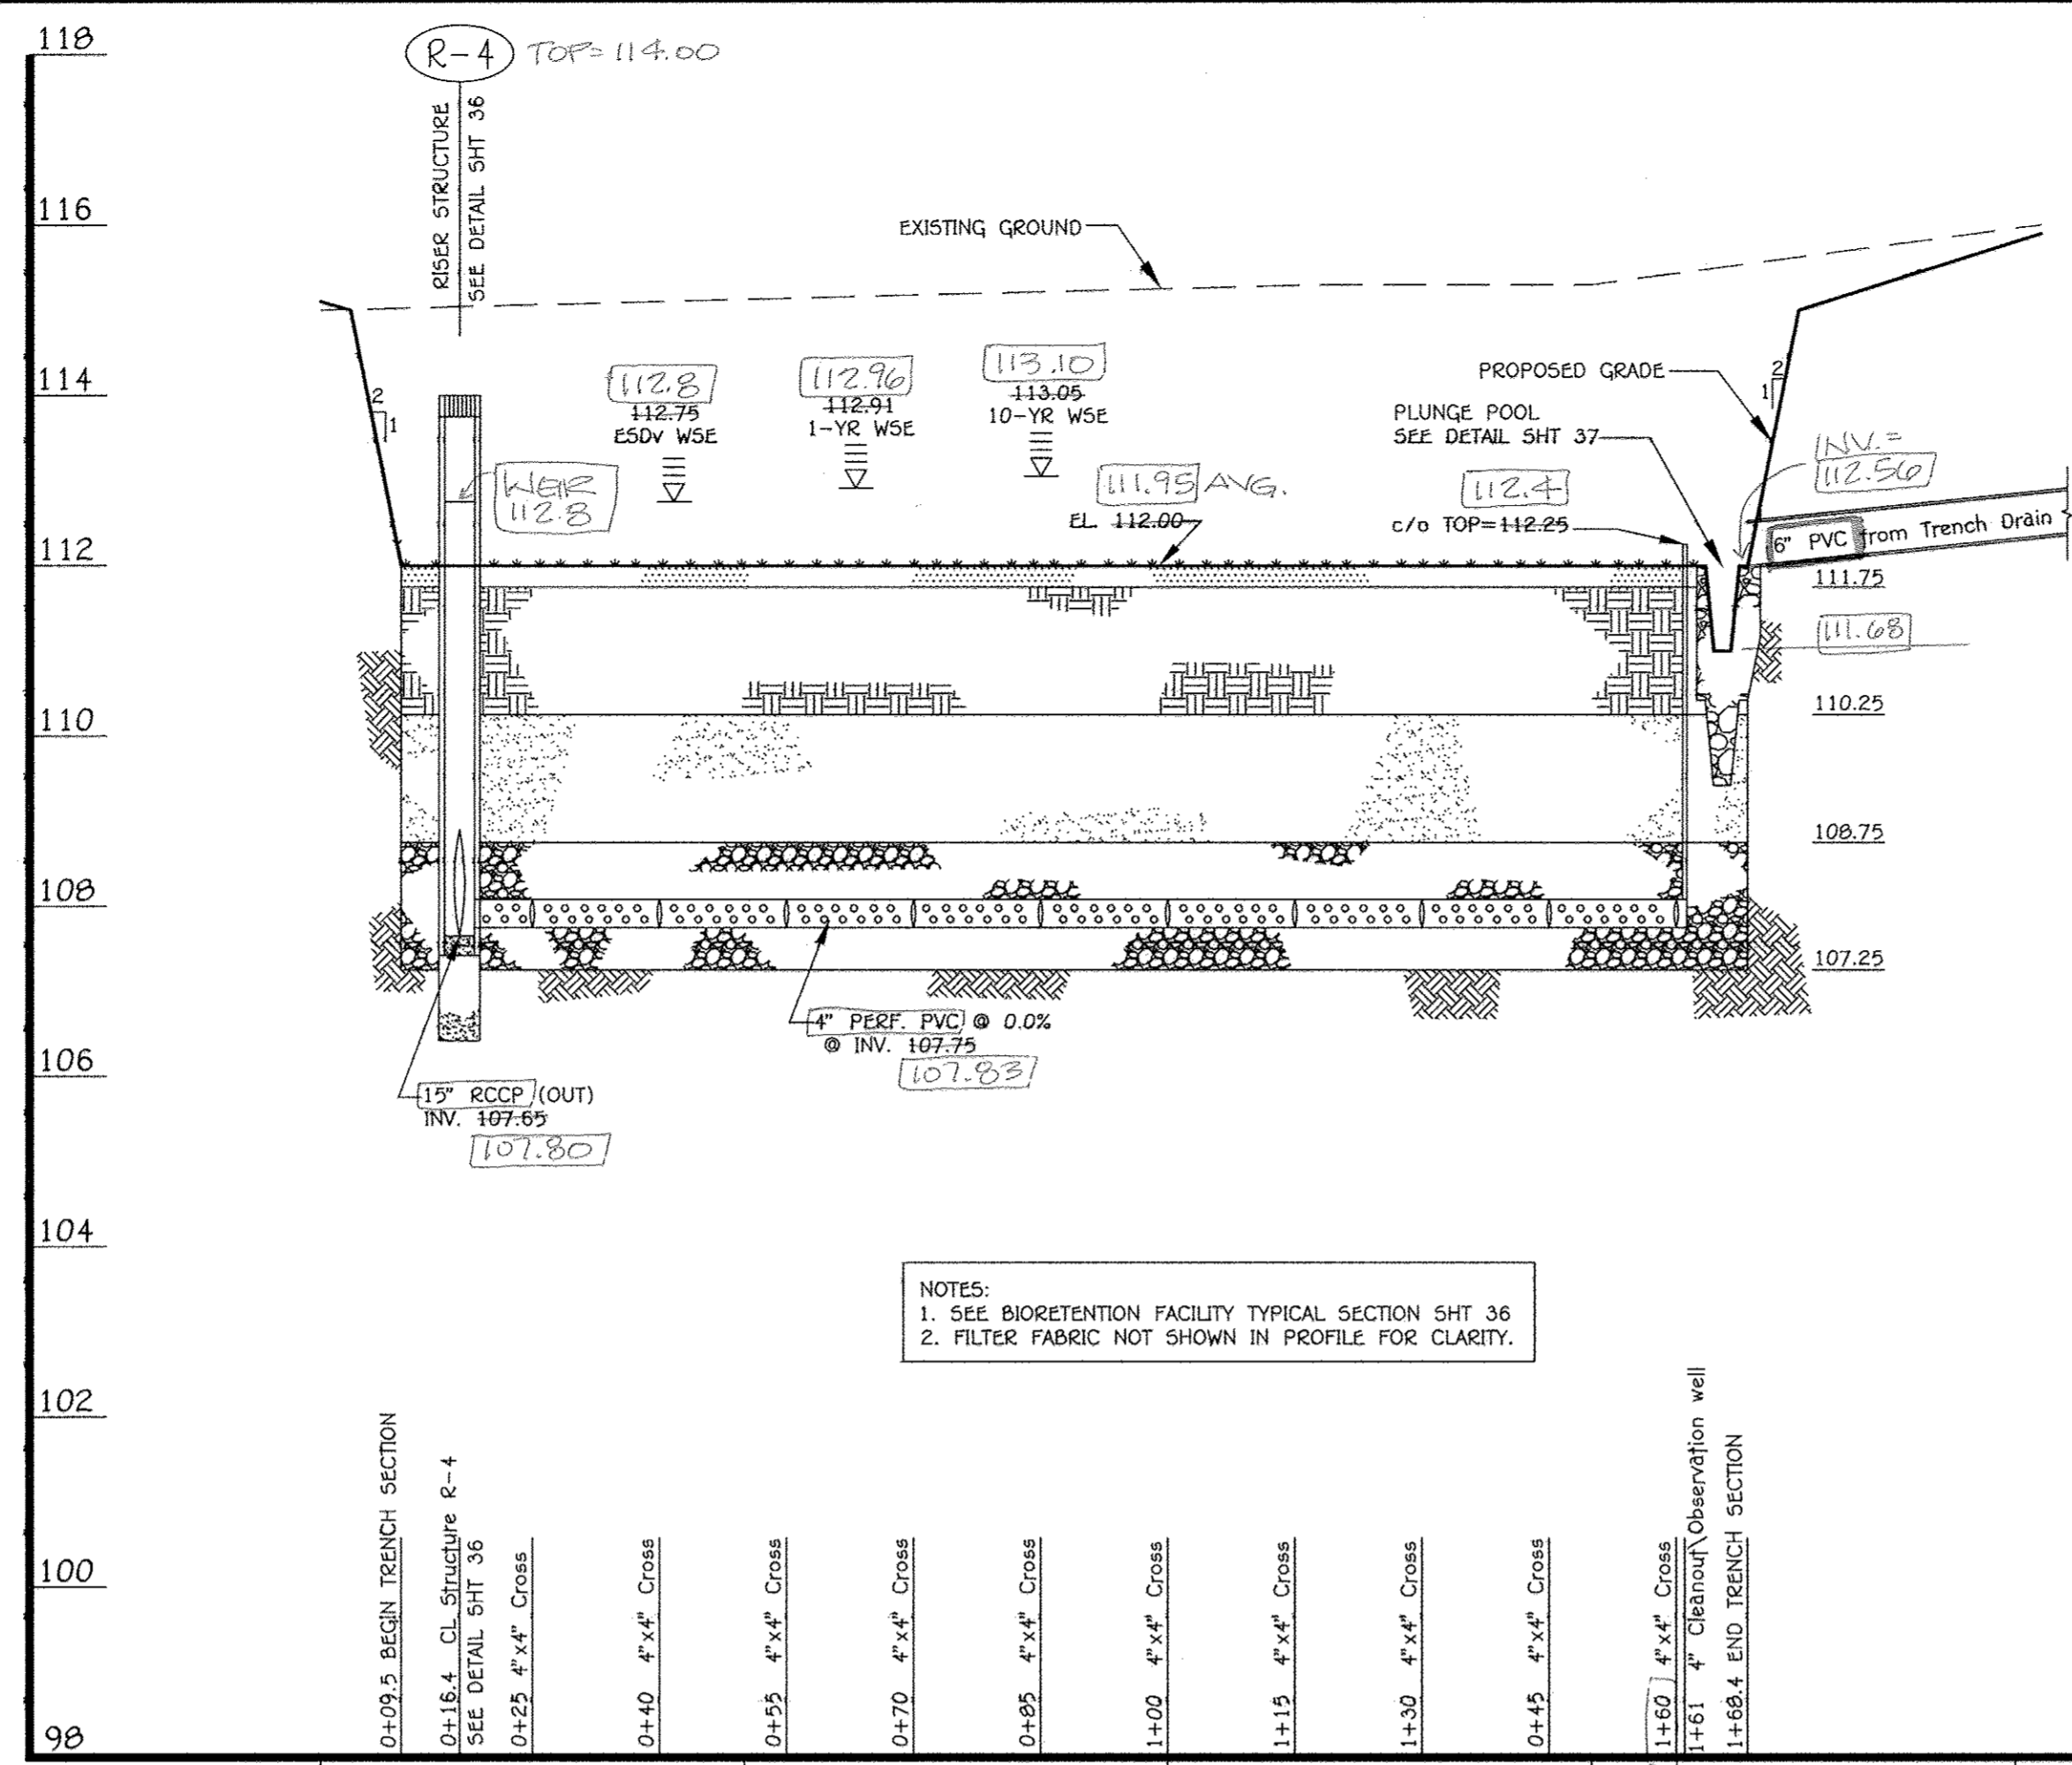 118
R-4 TOP=114.00
RISER STRUCTURE
SEE DETAIL SHT 36
116
EXISTING GROUND
114
2
1
112.8
112.75
ESDv WSE
112.96
112.91
1-YR WSE
113.10
113.05
10-YR WSE
PROPOSED GRADE
2
1
PLUNGE POOL
SEE DETAIL SHT 37
INV.=
112.56
WEIR
112.8
111.95 AVG.
EL. 112.00
112.4
c/o TOP=112.25
6" PVC from Trench Drain
112
111.75
111.68
110.25
110
108.75
108
107.25
4" PERF. PVC @ 0.0%
@ INV. 107.75
107.83
106
15" RCCP (OUT)
INV. 107.65
107.80
104
NOTES:
1. SEE BIORETENTION FACILITY TYPICAL SECTION SHT 36
2. FILTER FABRIC NOT SHOWN IN PROFILE FOR CLARITY.
102
100
98
0+09.5 BEGIN TRENCH SECTION
0+16.4 CL Structure R-4
SEE DETAIL SHT 36
0+25 4"x4" Cross
0+40 4"x4" Cross
0+55 4"x4" Cross
0+70 4"x4" Cross
0+85 4"x4" Cross
1+00 4"x4" Cross
1+15 4"x4" Cross
1+30 4"x4" Cross
0+45 4"x4" Cross
1+60 4"x4" Cross
1+61 4" Cleanout\Observation well
1+68.4 END TRENCH SECTION